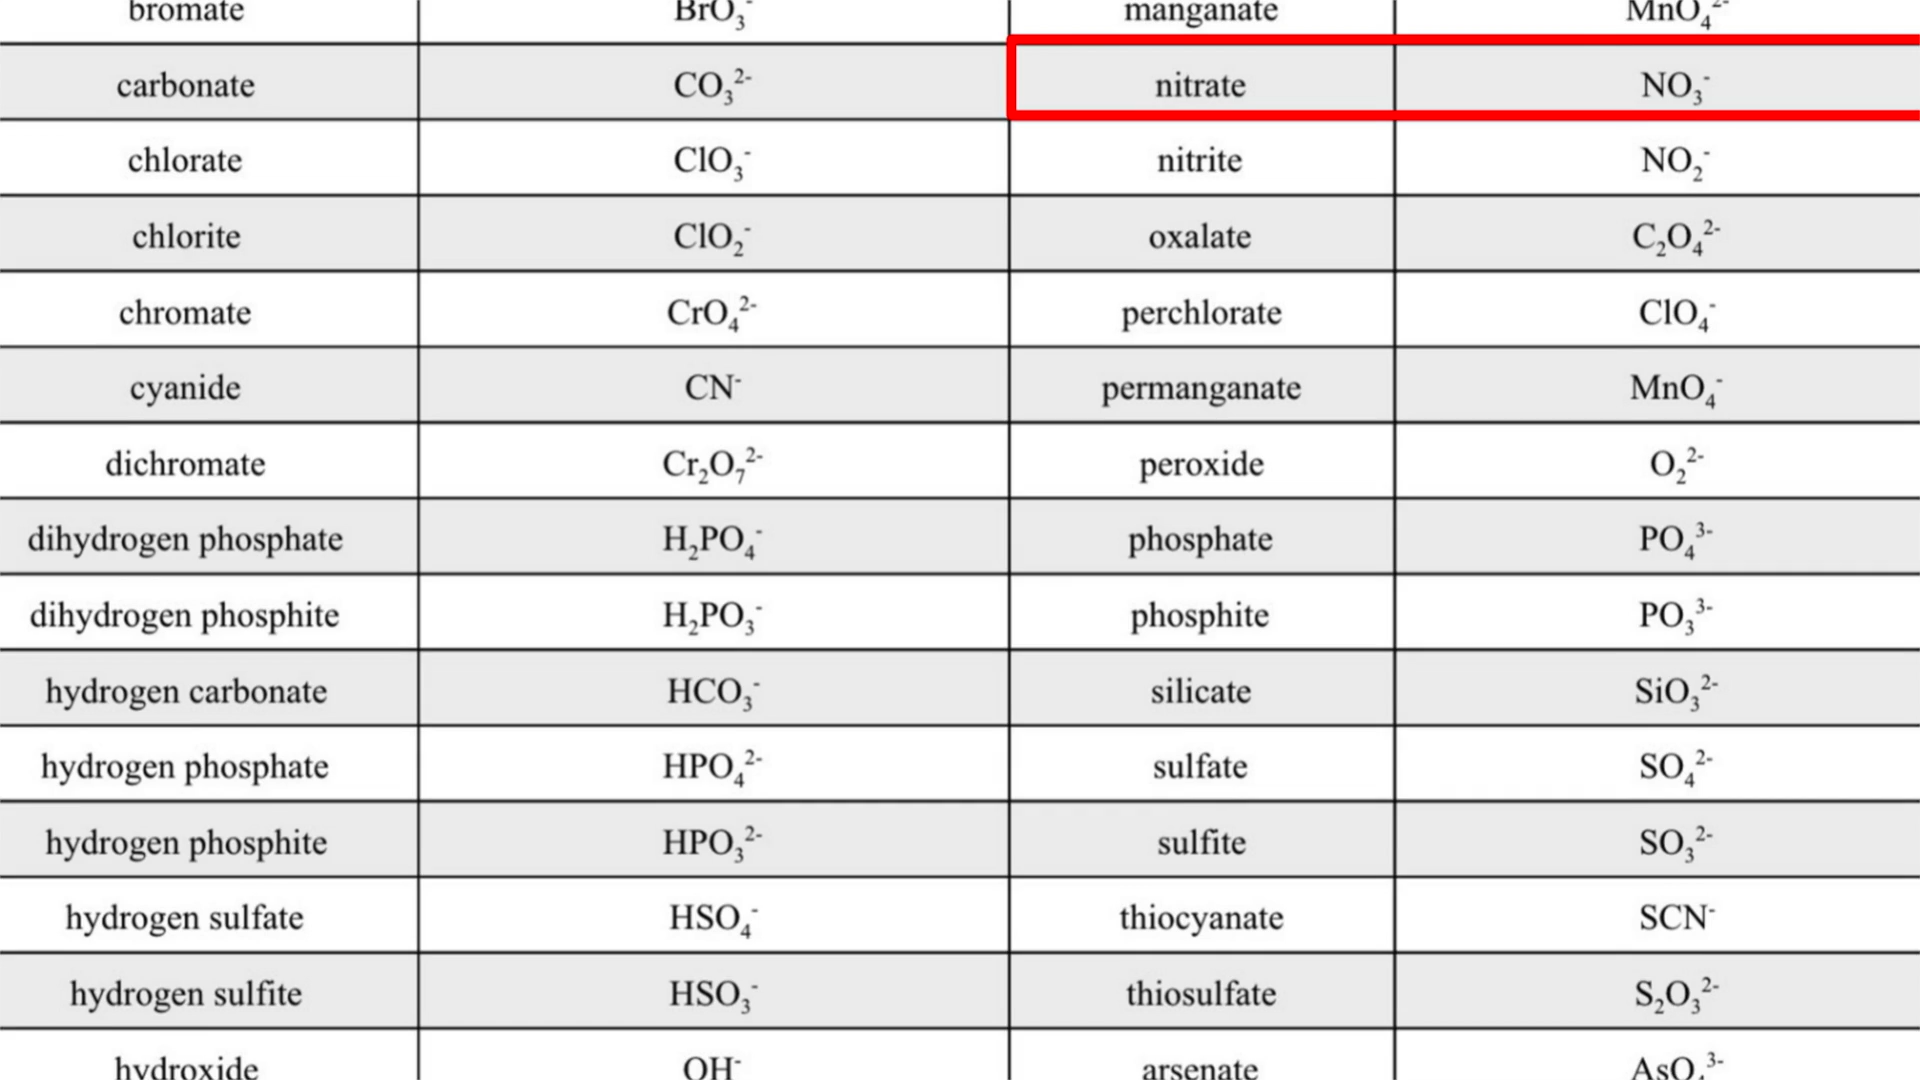 bromate BrO₃⁻ manganate MnO₄²⁻
carbonate CO₃²⁻ nitrate NO₃⁻
chlorate ClO₃⁻ nitrite NO₂⁻
chlorite ClO₂⁻ oxalate C₂O₄²⁻
chromate CrO₄²⁻ perchlorate ClO₄⁻
cyanide CN⁻ permanganate MnO₄⁻
dichromate Cr₂O₇²⁻ peroxide O₂²⁻
dihydrogen phosphate H₂PO₄⁻ phosphate PO₄³⁻
dihydrogen phosphite H₂PO₃⁻ phosphite PO₃³⁻
hydrogen carbonate HCO₃⁻ silicate SiO₃²⁻
hydrogen phosphate HPO₄²⁻ sulfate SO₄²⁻
hydrogen phosphite HPO₃²⁻ sulfite SO₃²⁻
hydrogen sulfate HSO₄⁻ thiocyanate SCN⁻
hydrogen sulfite HSO₃⁻ thiosulfate S₂O₃²⁻
hydroxide OH⁻ arsenate